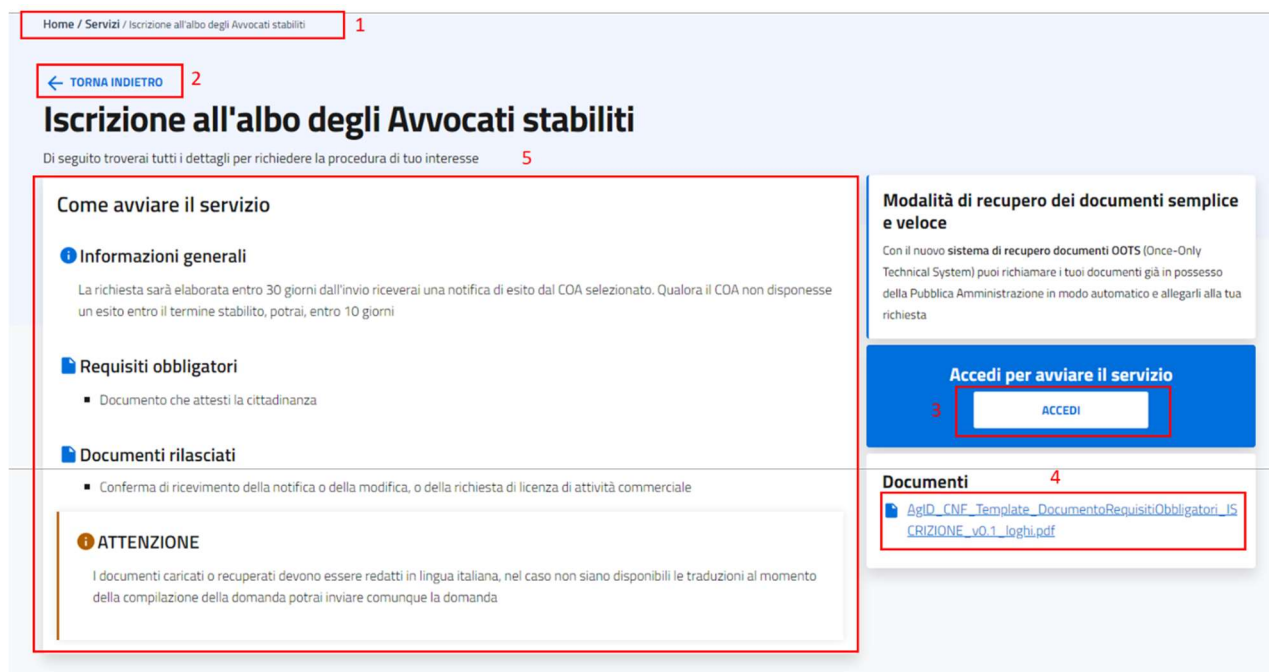 Home / Servizi / Iscrizione all'albo degli Avvocati stabiliti
1
← TORNA INDIETRO
2
Iscrizione all'albo degli Avvocati stabiliti
Di seguito troverai tutti i dettagli per richiedere la procedura di tuo interesse
5
Come avviare il servizio
Informazioni generali
La richiesta sarà elaborata entro 30 giorni dall'invio riceverai una notifica di esito dal COA selezionato. Qualora il COA non disponesse
un esito entro il termine stabilito, potrai, entro 10 giorni
Requisiti obbligatori
▪ Documento che attesti la cittadinanza
Documenti rilasciati
▪ Conferma di ricevimento della notifica o della modifica, o della richiesta di licenza di attività commerciale
ATTENZIONE
I documenti caricati o recuperati devono essere redatti in lingua italiana, nel caso non siano disponibili le traduzioni al momento
della compilazione della domanda potrai inviare comunque la domanda
Modalità di recupero dei documenti semplice
e veloce
Con il nuovo sistema di recupero documenti OOTS (Once-Only
Technical System) puoi richiamare i tuoi documenti già in possesso
della Pubblica Amministrazione in modo automatico e allegarli alla tua
richiesta
Accedi per avviare il servizio
3
ACCEDI
4
Documenti
AgID_CNF_Template_DocumentoRequisitiObbligatori_IS
CRIZIONE_v0.1_loghi.pdf